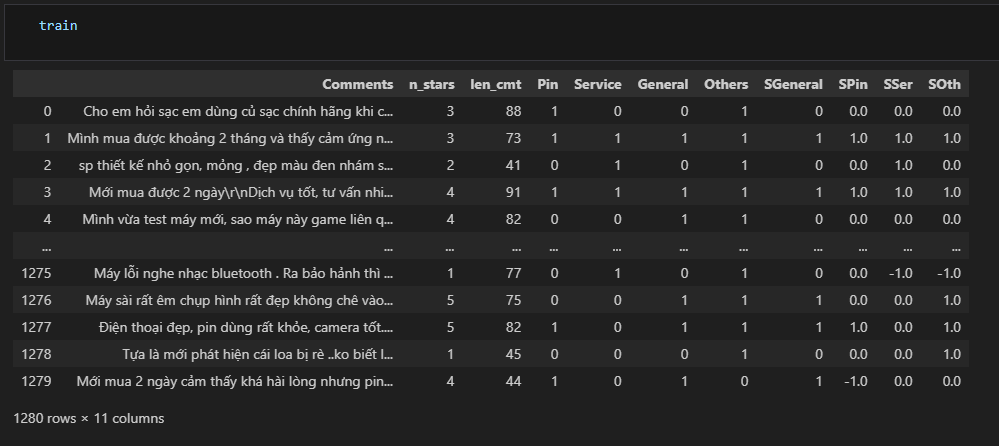 train
Comments n_stars len_cmt Pin Service General Others SGeneral SPin SSer SOth
0 Cho em hỏi sạc em dùng củ sạc chính hãng khi c... 3 88 1 0 0 1 0 0.0 0.0 0.0
1 Mình mua được khoảng 2 tháng và thấy cảm ứng n... 3 73 1 1 1 1 1 1.0 1.0 1.0
2 sp thiết kế nhỏ gọn, mỏng , đẹp màu đen nhám s... 2 41 0 1 0 1 0 0.0 1.0 0.0
3 Mới mua được 2 ngày\r\nDịch vụ tốt, tư vấn nhi... 4 91 1 1 1 1 1 1.0 1.0 0.0
4 Mình vừa test máy mới, sao máy này game liên q... 4 82 0 0 1 1 0 0.0 0.0 0.0
... ... ... ... ... ... ... ... ... ... ... ...
1275 Máy lỗi nghe nhạc bluetooth . Ra bảo hảnh thì ... 1 77 0 1 0 1 0 0.0 -1.0 -1.0
1276 Máy sài rất êm chụp hình rất đẹp không chê vào... 5 75 0 0 1 1 1 0.0 0.0 1.0
1277 Điện thoại đẹp, pin dùng rất khỏe, camera tốt.... 5 82 1 0 1 1 1 1.0 0.0 1.0
1278 Tựa là mới phát hiện cái loa bị rè ..ko biết l... 1 45 0 0 0 1 0 0.0 0.0 1.0
1279 Mới mua 2 ngày cảm thấy khá hài lòng nhưng pin... 4 44 1 0 1 0 1 -1.0 0.0 0.0
1280 rows × 11 columns